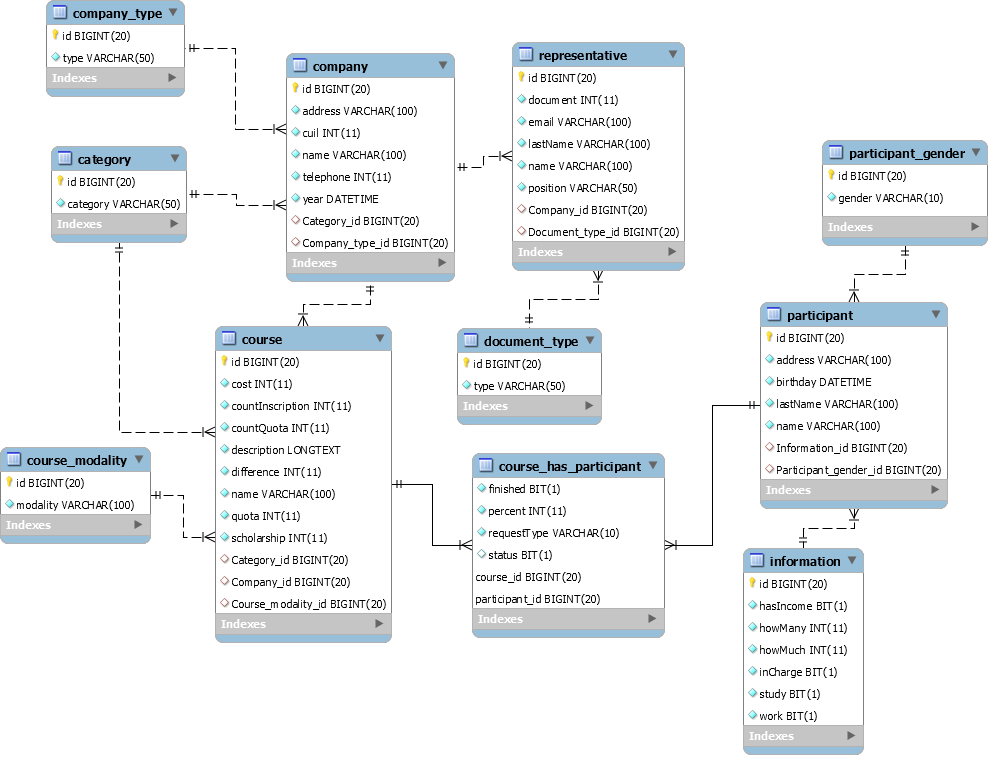 company_type
id BIGINT(20)
type VARCHAR(50)
Indexes
category
id BIGINT(20)
category VARCHAR(50)
Indexes
company
id BIGINT(20)
address VARCHAR(100)
cuil INT(11)
name VARCHAR(100)
telephone INT(11)
year DATETIME
Category_id BIGINT(20)
Company_type_id BIGINT(20)
Indexes
representative
id BIGINT(20)
document INT(11)
email VARCHAR(100)
lastName VARCHAR(100)
name VARCHAR(100)
position VARCHAR(50)
Company_id BIGINT(20)
Document_type_id BIGINT(20)
Indexes
participant_gender
id BIGINT(20)
gender VARCHAR(10)
Indexes
course
id BIGINT(20)
cost INT(11)
countInscription INT(11)
countQuota INT(11)
description LONGTEXT
difference INT(11)
name VARCHAR(100)
quota INT(11)
scholarship INT(11)
Category_id BIGINT(20)
Company_id BIGINT(20)
Course_modality_id BIGINT(20)
Indexes
document_type
id BIGINT(20)
type VARCHAR(50)
Indexes
participant
id BIGINT(20)
address VARCHAR(100)
birthday DATETIME
lastName VARCHAR(100)
name VARCHAR(100)
Information_id BIGINT(20)
Participant_gender_id BIGINT(20)
Indexes
course_modality
id BIGINT(20)
modality VARCHAR(100)
Indexes
course_has_participant
finished BIT(1)
percent INT(11)
requestType VARCHAR(10)
status BIT(1)
course_id BIGINT(20)
participant_id BIGINT(20)
Indexes
information
id BIGINT(20)
hasIncome BIT(1)
howMany INT(11)
howMuch INT(11)
inCharge BIT(1)
study BIT(1)
work BIT(1)
Indexes